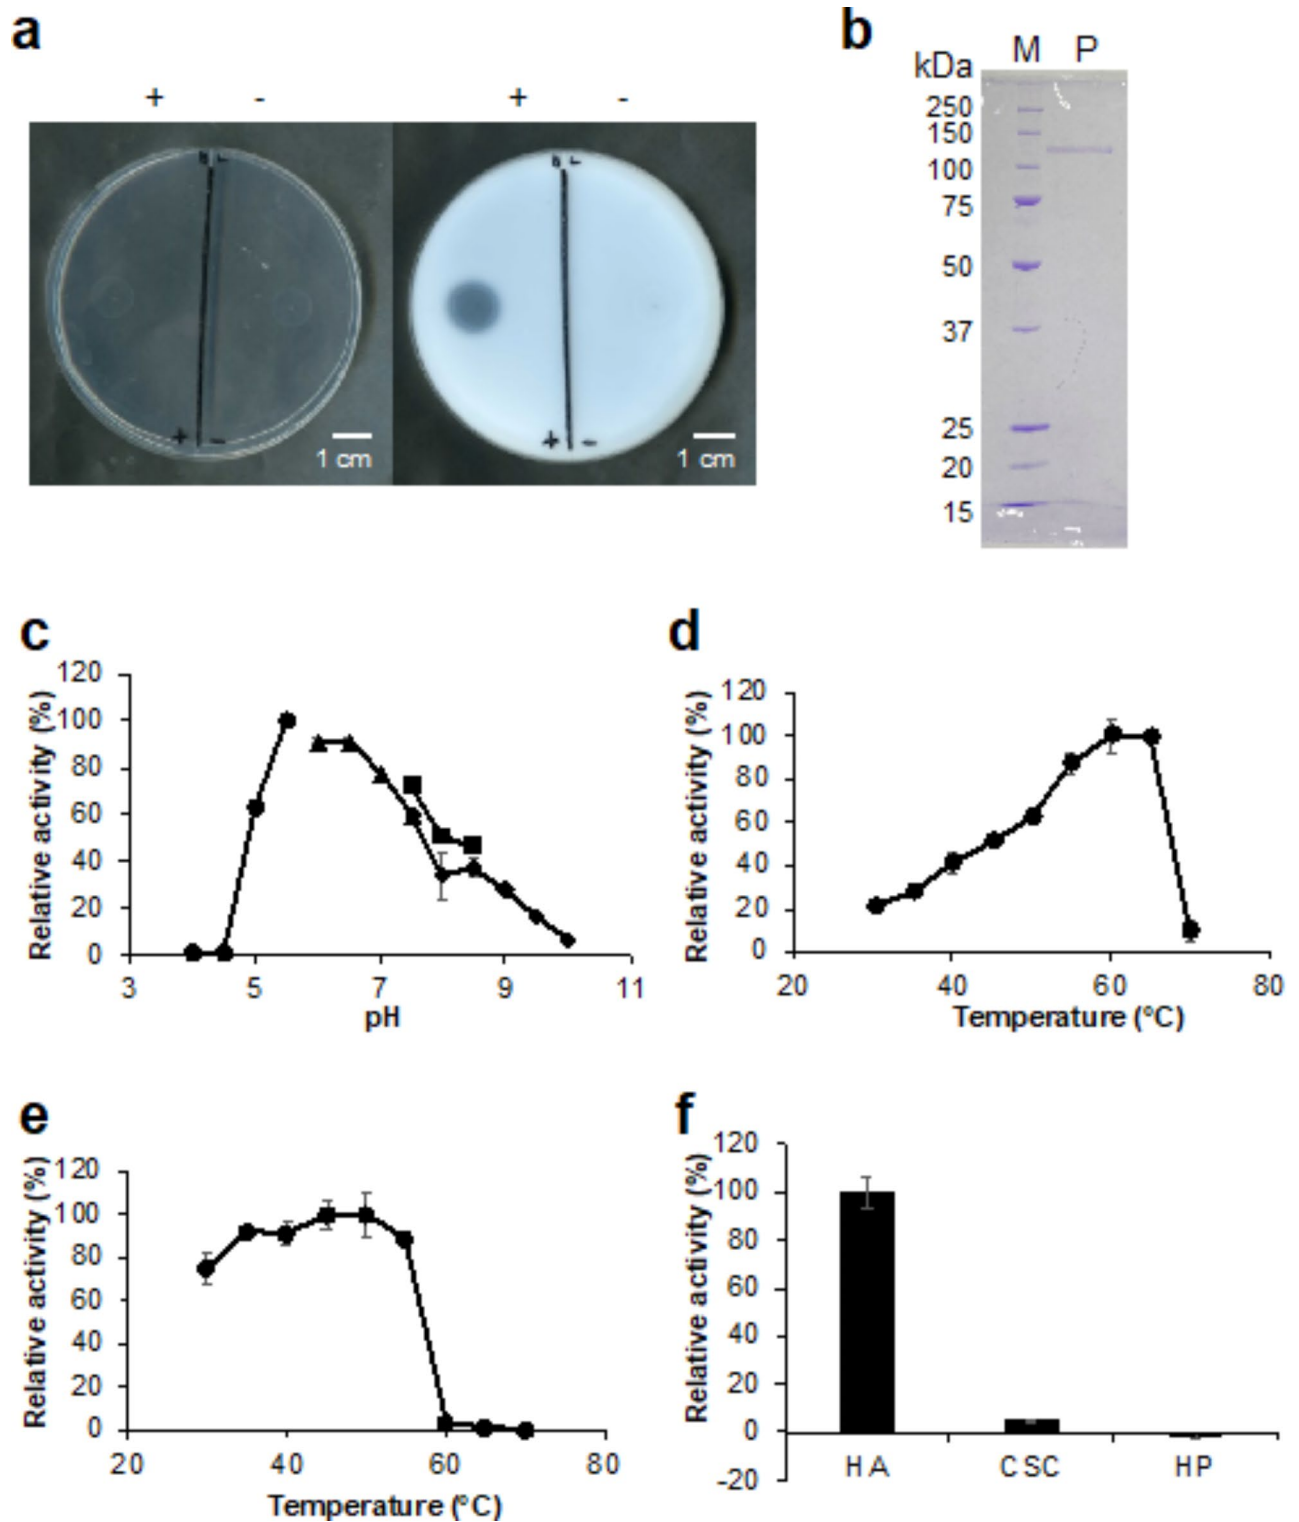 a
+ - + -
+ - + -
1 cm 1 cm
b
M P
kDa
250
150
100
75
50
37
25
20
15
c
Relative activity (%)
120
100
80
60
40
20
0
3 5 7 9 11
pH
d
Relative activity (%)
120
100
80
60
40
20
0
20 40 60 80
Temperature (°C)
e
Relative activity (%)
120
100
80
60
40
20
0
20 40 60 80
Temperature (°C)
f
Relative activity (%)
120
100
80
60
40
20
0
-20
HA CSC HP